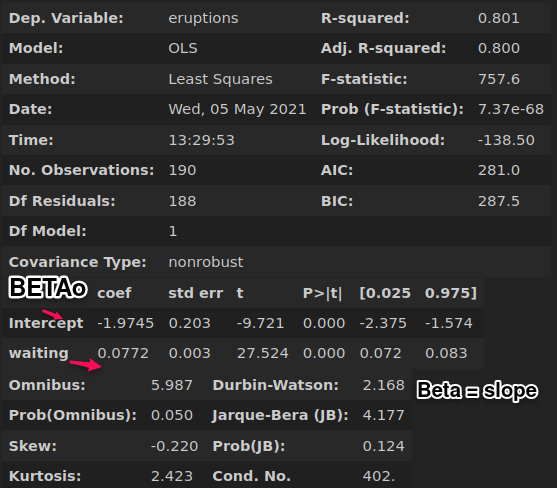 Dep. Variable: eruptions R-squared: 0.801
Model: OLS Adj. R-squared: 0.800
Method: Least Squares F-statistic: 757.6
Date: Wed, 05 May 2021 Prob (F-statistic): 7.37e-68
Time: 13:29:53 Log-Likelihood: -138.50
No. Observations: 190 AIC: 281.0
Df Residuals: 188 BIC: 287.5
Df Model: 1
Covariance Type: nonrobust
BETAo coef std err t P>|t| [0.025 0.975]
Intercept -1.9745 0.203 -9.721 0.000 -2.375 -1.574
waiting 0.0772 0.003 27.524 0.000 0.072 0.083
Omnibus: 5.987 Durbin-Watson: 2.168 Beta = slope
Prob(Omnibus): 0.050 Jarque-Bera (JB): 4.177
Skew: -0.220 Prob(JB): 0.124
Kurtosis: 2.423 Cond. No. 402.